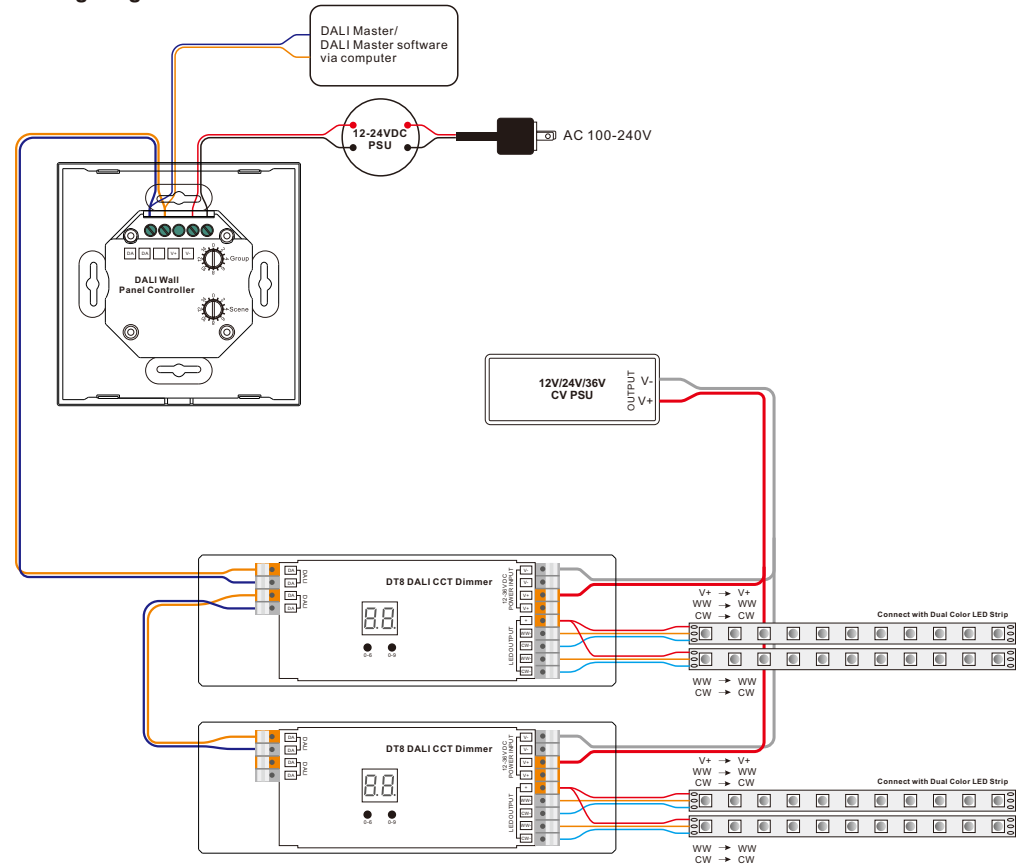 DALI Master/
DALI Master software
via computer
12-24VDC
PSU
AC 100-240V
DA DA V+ V-
Group
DALI Wall
Panel Controller
Scene
12V/24V/36V
CV PSU
OUTPUT
V-
V+
DA
DA
DALI
DA
DA
DALI
DT8 DALI CCT Dimmer
0-6 0-9
12-36VDC
POWER INPUT
V-
V-
V+
V+
LED OUTPUT
+
WW-
CW-
WW-
CW-
V+ → V+
WW → WW
CW → CW
Connect with Dual Color LED Strip
WW → WW
CW → CW
DA
DA
DALI
DA
DA
DALI
DT8 DALI CCT Dimmer
0-6 0-9
12-36VDC
POWER INPUT
V-
V-
V+
V+
LED OUTPUT
+
WW-
CW-
WW-
CW-
V+ → V+
WW → WW
CW → CW
Connect with Dual Color LED Strip
WW → WW
CW → CW